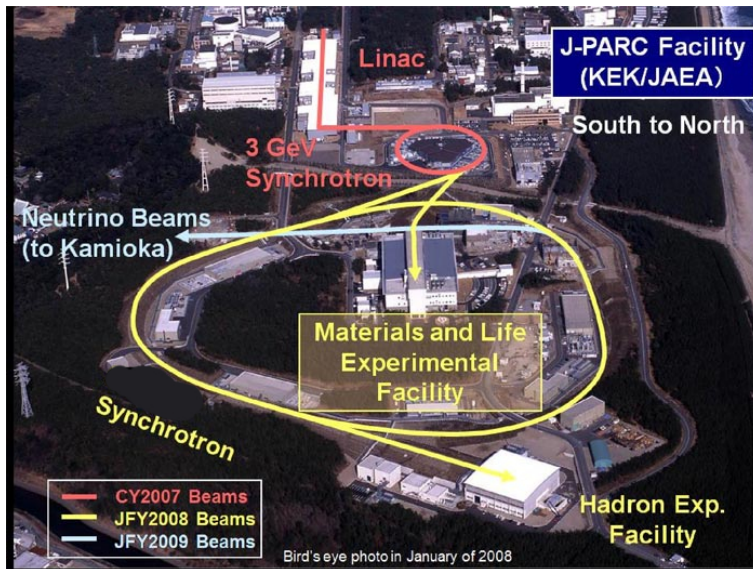 J-PARC Facility
(KEK/JAEA）
South to North
Linac
3 GeV
Synchrotron
Neutrino Beams
(to Kamioka)
Materials and Life
Experimental
Facility
Synchrotron
Hadron Exp.
Facility
CY2007 Beams
JFY2008 Beams
JFY2009 Beams
Bird's eye photo in January of 2008